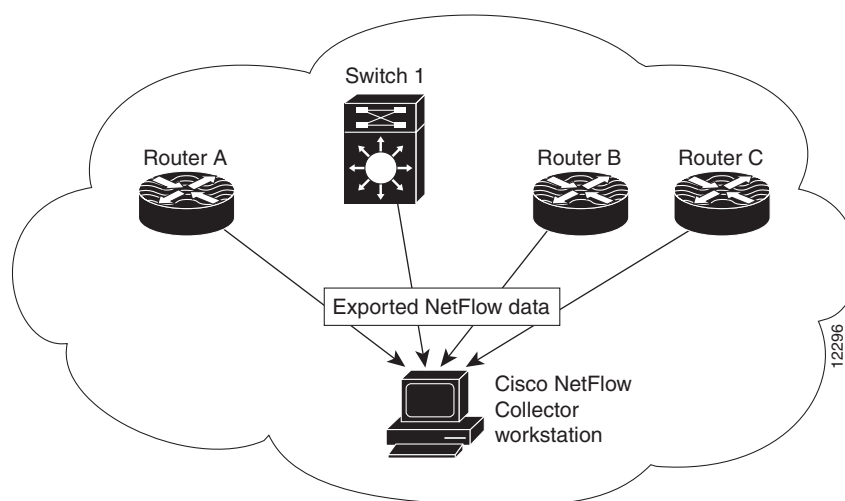 Switch 1
Router A
Router B
Router C
Exported NetFlow data
Cisco NetFlow
Collector
workstation
12296